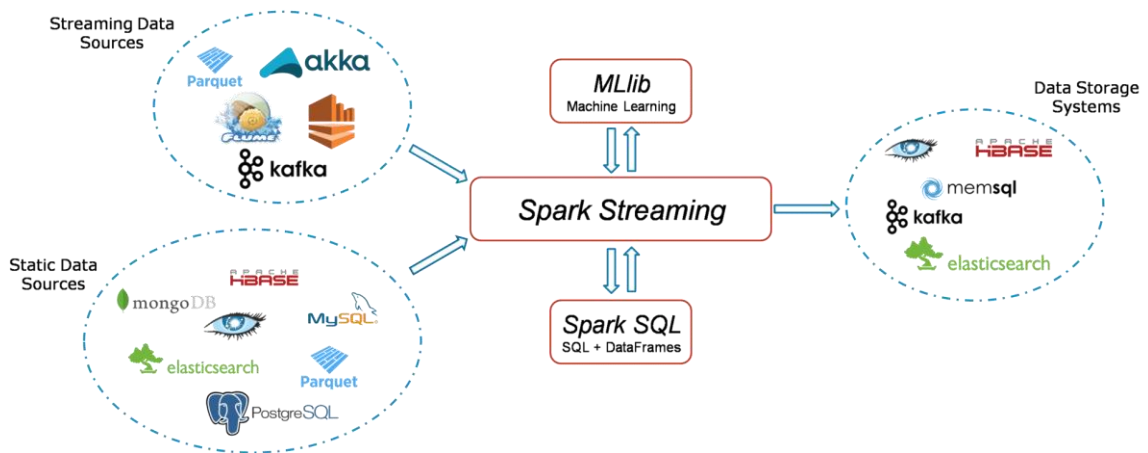 Streaming Data
Sources
Parquet
akka
FLUME
kafka
Static Data
Sources
APACHE
HBASE
mongoDB
MySQL®
elasticsearch
Parquet
PostgreSQL
MLlib
Machine Learning
Spark Streaming
Spark SQL
SQL + DataFrames
Data Storage
Systems
APACHE
HBASE
memsql
kafka
elasticsearch